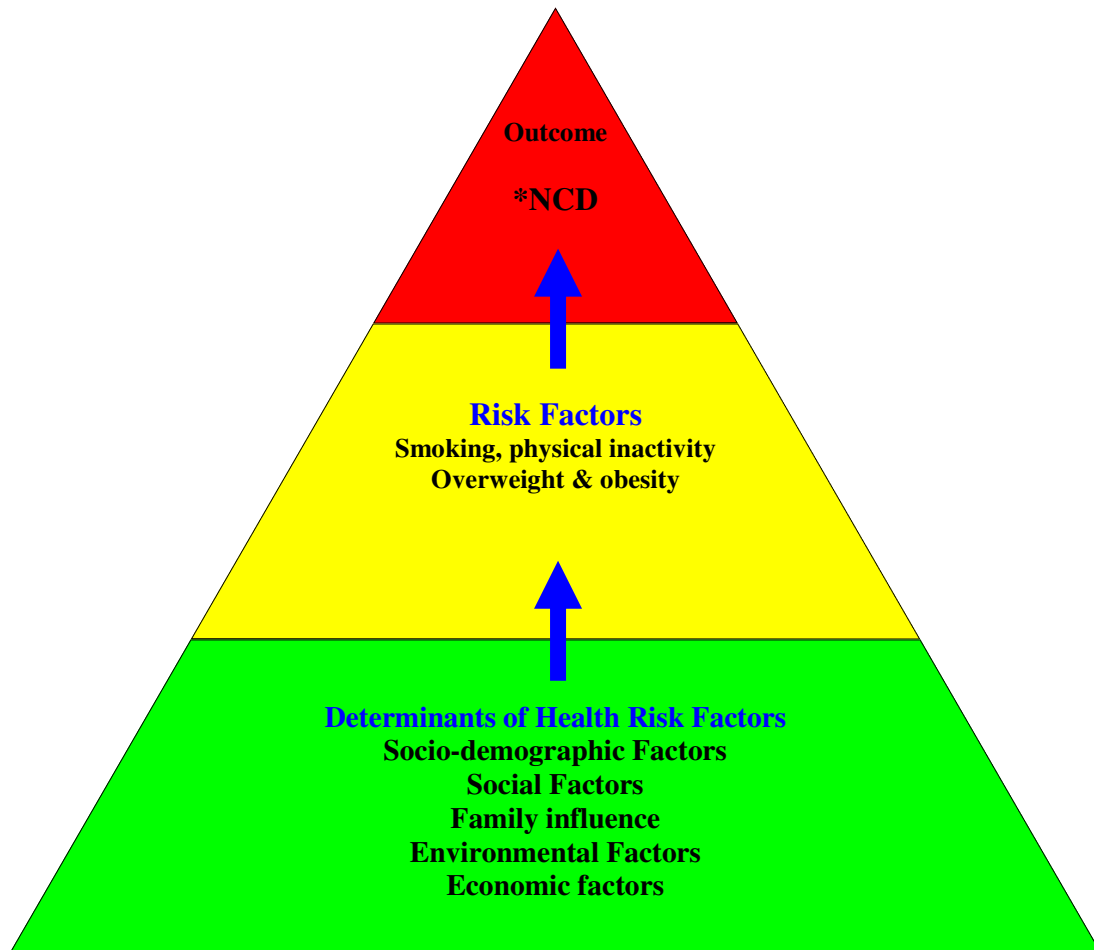 Outcome
*NCD
Risk Factors
Smoking, physical inactivity
Overweight & obesity
Determinants of Health Risk Factors
Socio-demographic Factors
Social Factors
Family influence
Environmental Factors
Economic factors